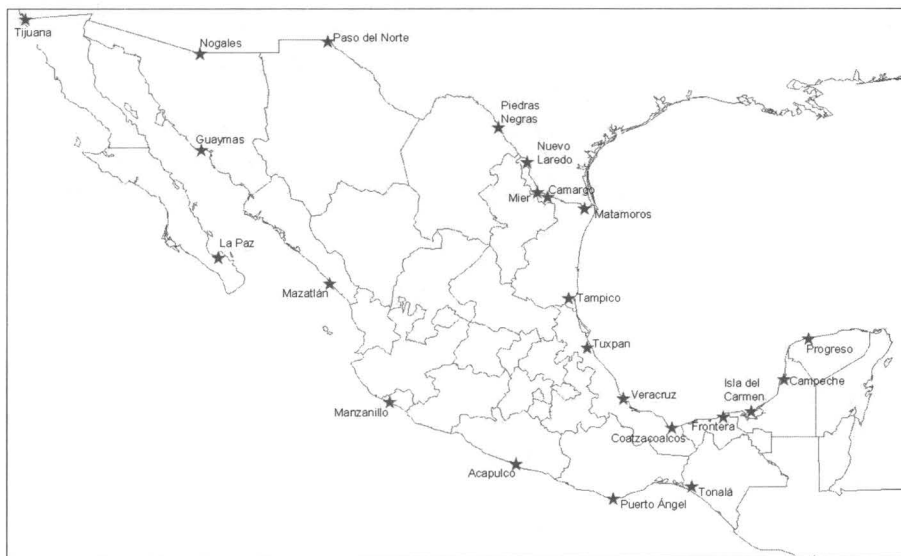 Tijuana
Nogales
Paso del Norte
Piedras
Negras
Guaymas
Nuevo
Laredo
Mier
Camargo
Matamoros
La Paz
Mazatlán
Tampico
Tuxpan
Progreso
Isla del
Carmen
Campeche
Veracruz
Manzanillo
Frontera
Coatzacoalcos
Acapulco
Tonalá
Puerto Ángel